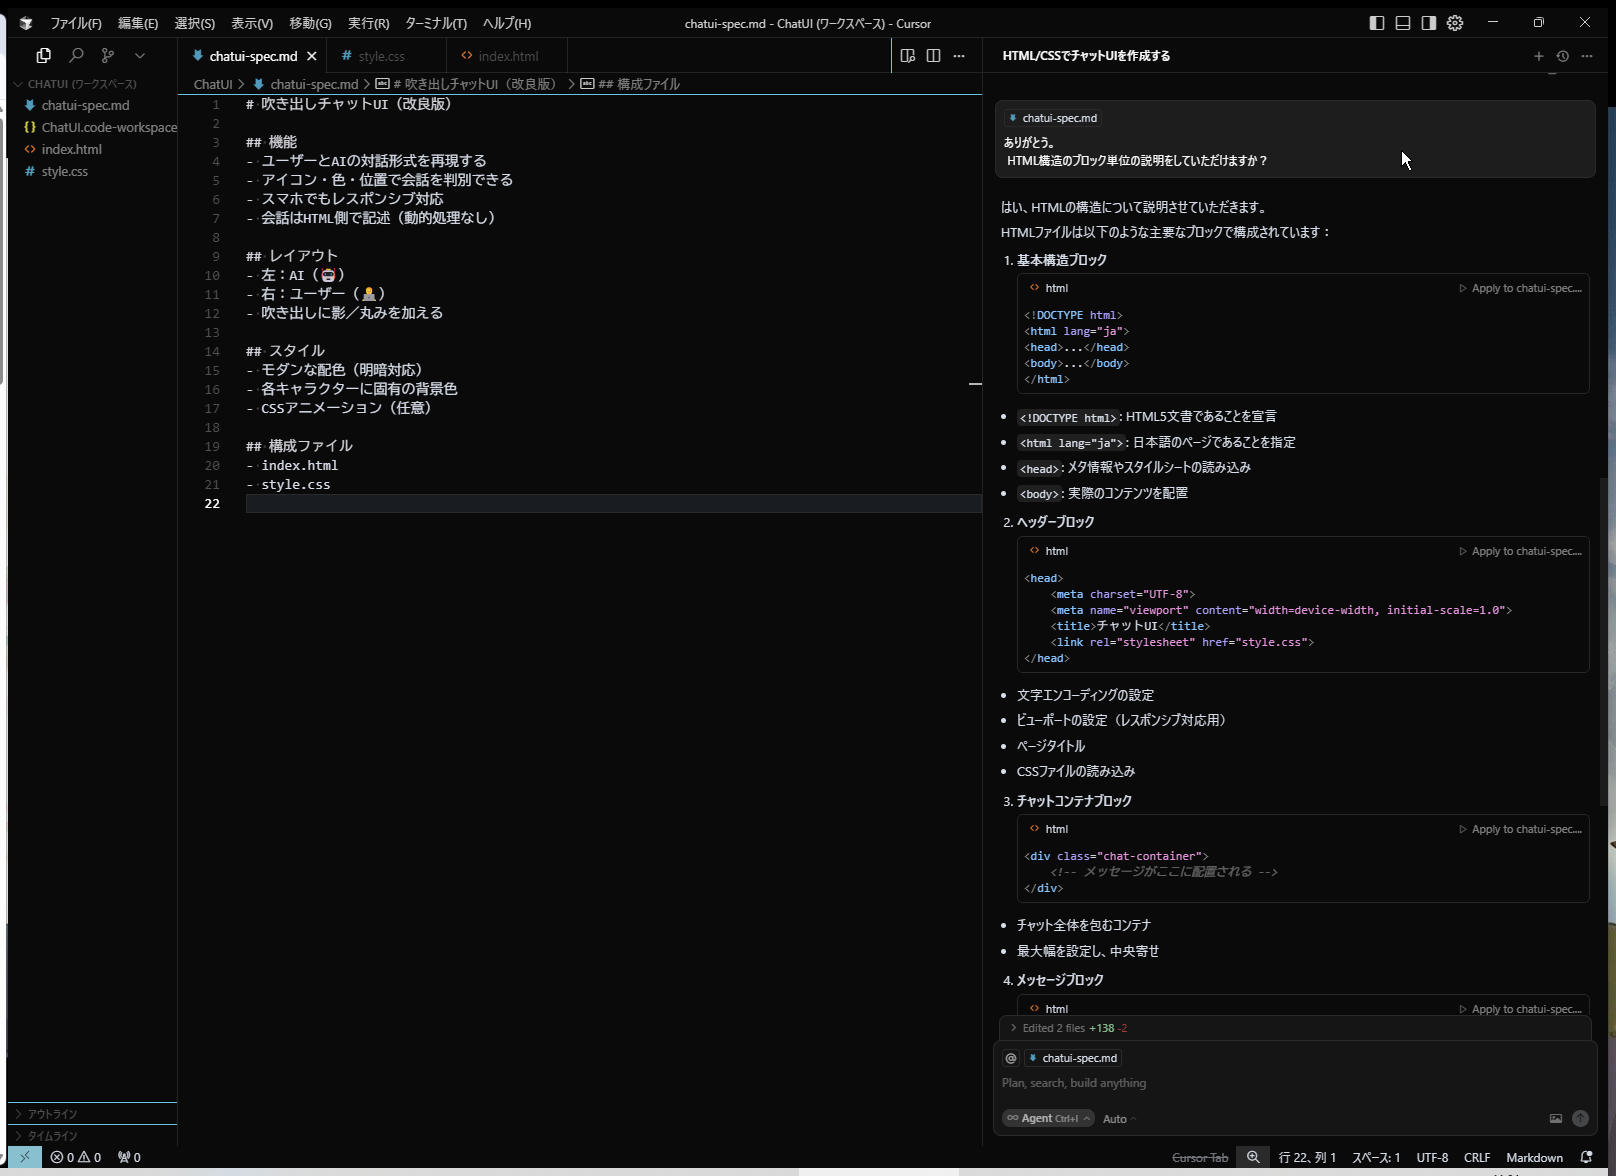 ファイル(F) 編集(E) 選択(S) 表示(V) 移動(G) 実行(R) ターミナル(T) ヘルプ(H)
chatui-spec.md - ChatUI (ワークスペース) - Cursor
CHATUI (ワークスペース)
chatui-spec.md
ChatUI.code-workspace
index.html
style.css
アウトライン
タイムライン
chatui-spec.md
style.css
index.html
ChatUI > chatui-spec.md > # 吹き出しチャットUI（改良版） > ## 構成ファイル
1 # 吹き出しチャットUI（改良版）
2
3 ## 機能
4 - ユーザーとAIの対話形式を再現する
5 - アイコン・色・位置で会話を判別できる
6 - スマホでもレスポンシブ対応
7 - 会話はHTML側で記述（動的処理なし）
8
9 ## レイアウト
10 - 左：AI（🤖）
11 - 右：ユーザー（🧑‍💻）
12 - 吹き出しに影／丸みを加える
13
14 ## スタイル
15 - モダンな配色（明暗対応）
16 - 各キャラクターに固有の背景色
17 - CSSアニメーション（任意）
18
19 ## 構成ファイル
20 - index.html
21 - style.css
22
HTML/CSSでチャットUIを作成する
chatui-spec.md
ありがとう。
HTML構造のブロック単位の説明をしていただけますか？
はい、HTMLの構造について説明させていただきます。
HTMLファイルは以下のような主要なブロックで構成されています：
1. 基本構造ブロック
html
Apply to chatui-spec....
<!DOCTYPE html>
<html lang="ja">
<head>...</head>
<body>...</body>
</html>
• <!DOCTYPE html>: HTML5文書であることを宣言
• <html lang="ja">: 日本語のページであることを指定
• <head>: メタ情報やスタイルシートの読み込み
• <body>: 実際のコンテンツを配置
2. ヘッダーブロック
html
Apply to chatui-spec....
<head>
<meta charset="UTF-8">
<meta name="viewport" content="width=device-width, initial-scale=1.0">
<title>チャットUI</title>
<link rel="stylesheet" href="style.css">
</head>
• 文字エンコーディングの設定
• ビューポートの設定（レスポンシブ対応用）
• ページタイトル
• CSSファイルの読み込み
3. チャットコンテナブロック
html
Apply to chatui-spec....
<div class="chat-container">
<!-- メッセージがここに配置される -->
</div>
• チャット全体を包むコンテナ
• 最大幅を設定し、中央寄せ
4. メッセージブロック
html
Apply to chatui-spec....
Edited 2 files +138 -2
@ chatui-spec.md
Plan, search, build anything
∞ Agent Ctrl+I
Auto
0 0 0
Cursor Tab
行 22、列 1
スペース: 1
UTF-8
CRLF
Markdown